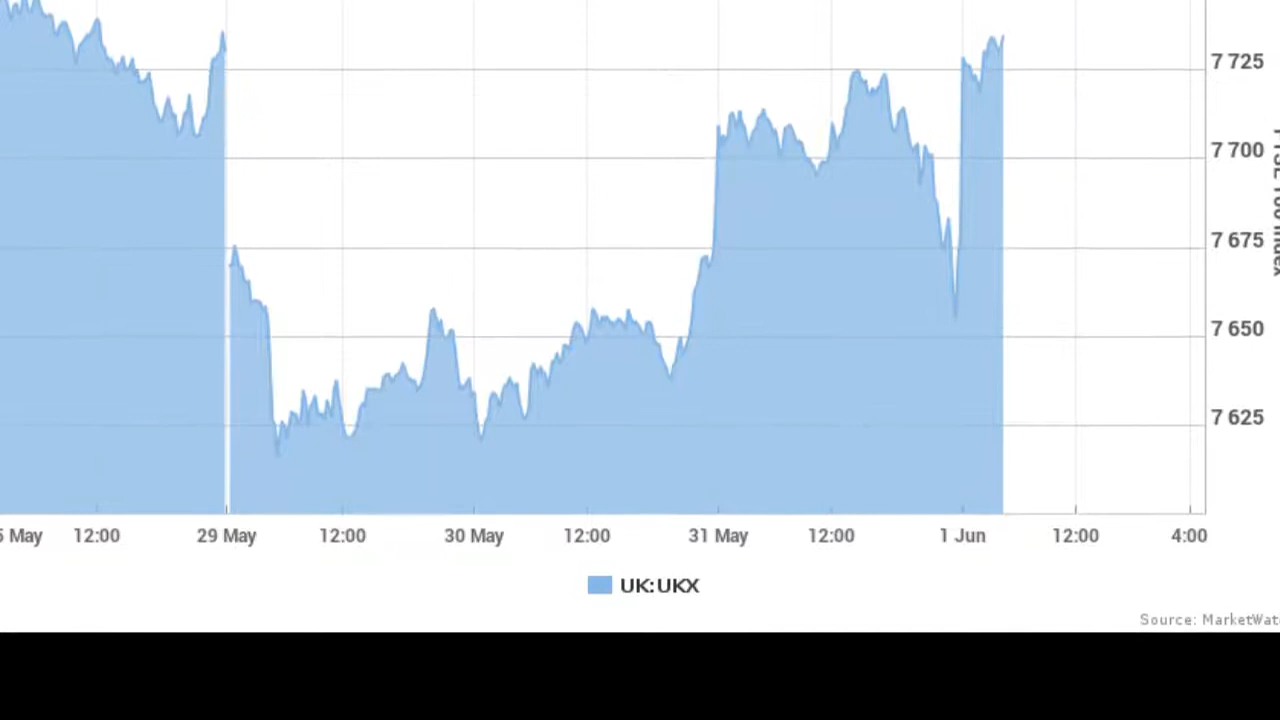 7 725
7 700
7 675
7 650
7 625
May 12:00 29 May 12:00 30 May 12:00 31 May 12:00 1 Jun 12:00 4:00
UK:UKX
Source: